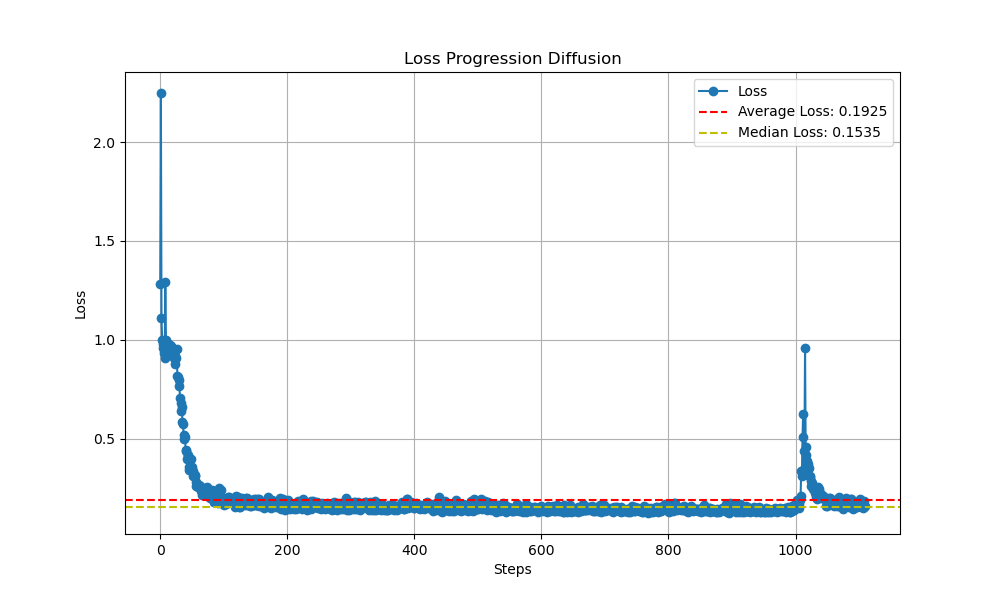 Loss Progression Diffusion
Loss
Average Loss: 0.1925
Median Loss: 0.1535
2.0
1.5
1.0
0.5
Loss
0 200 400 600 800 1000
Steps